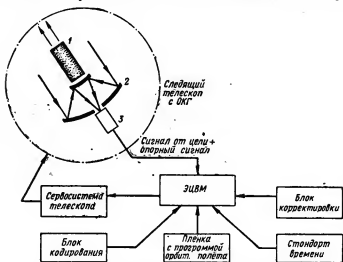 1
2
3
Следящий
телескоп
с ОКГ
Сигнал от цели +
опорный сигнал
Сервосистема
телескопа
ЭЦВМ
Блок
корректировки
Блок
кодирования
Пленка
с программой
орбит. полёта
Стандарт
времени